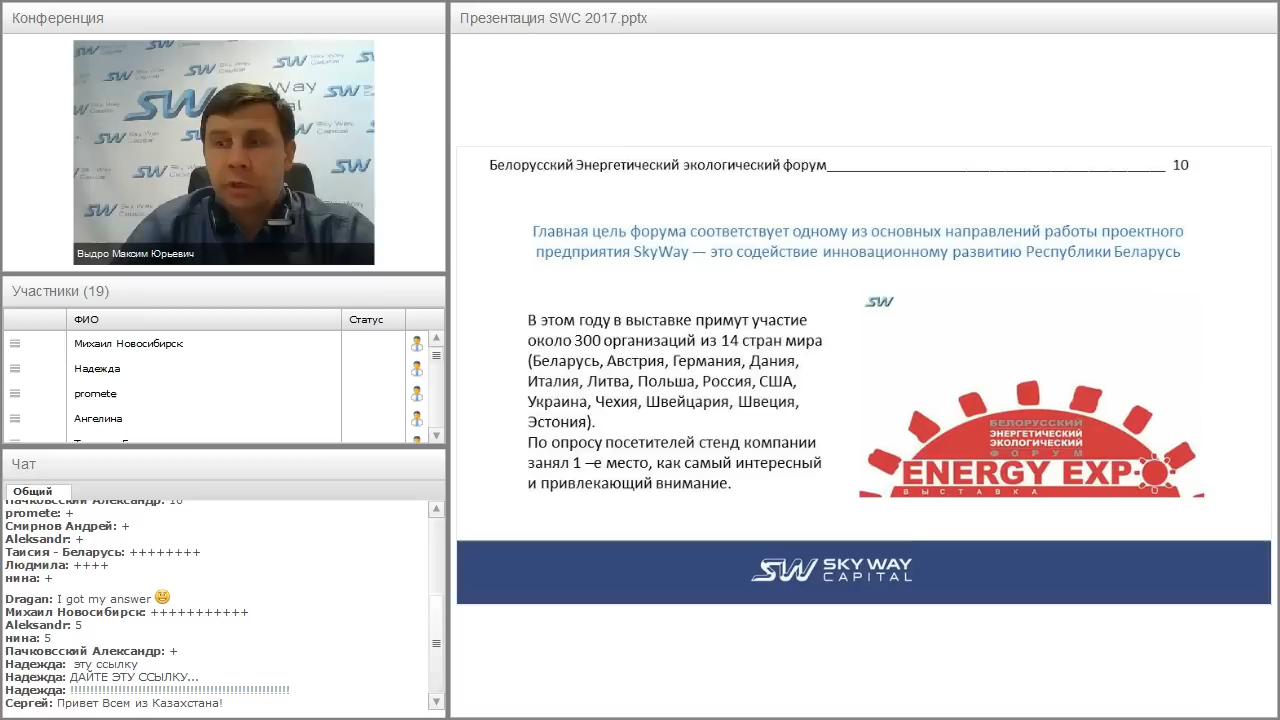 Конференция
Выдро Максим Юрьевич
Участники (19)
ФИО
Статус
Михаил Новосибирск
Надежда
promete
Ангелина
Чат
Общий
Пачковсский Александр: 10
promete: +
Смирнов Андрей: +
Aleksandr: +
Таисия - Беларусь: ++++++++
Людмила: ++++
нина: +
Dragan: I got my answer
Михаил Новосибирск: +++++++++++
Aleksandr: 5
нина: 5
Пачковсский Александр: +
Надежда: эту ссылку
Надежда: ДАЙТЕ ЭТУ ССЫЛКУ...
Сергей: Привет Всем из Казахстана!
Презентация SWC 2017.pptx
Белорусский Энергетический экологический форум 10
Главная цель форума соответствует одному из основных направлений работы проектного
предприятия SkyWay — это содействие инновационному развитию Республики Беларусь
В этом году в выставке примут участие
около 300 организаций из 14 стран мира
(Беларусь, Австрия, Германия, Дания,
Италия, Литва, Польша, Россия, США,
Украина, Чехия, Швейцария, Швеция,
Эстония).
По опросу посетителей стенд компании
занял 1 –е место, как самый интересный
и привлекающий внимание.
SW
БЕЛОРУССКИЙ
ЭНЕРГЕТИЧЕСКИЙ
ЭКОЛОГИЧЕСКИЙ
ФОРУМ
ENERGY EXPO
ВЫСТАВКА
SW SKY WAY
CAPITAL